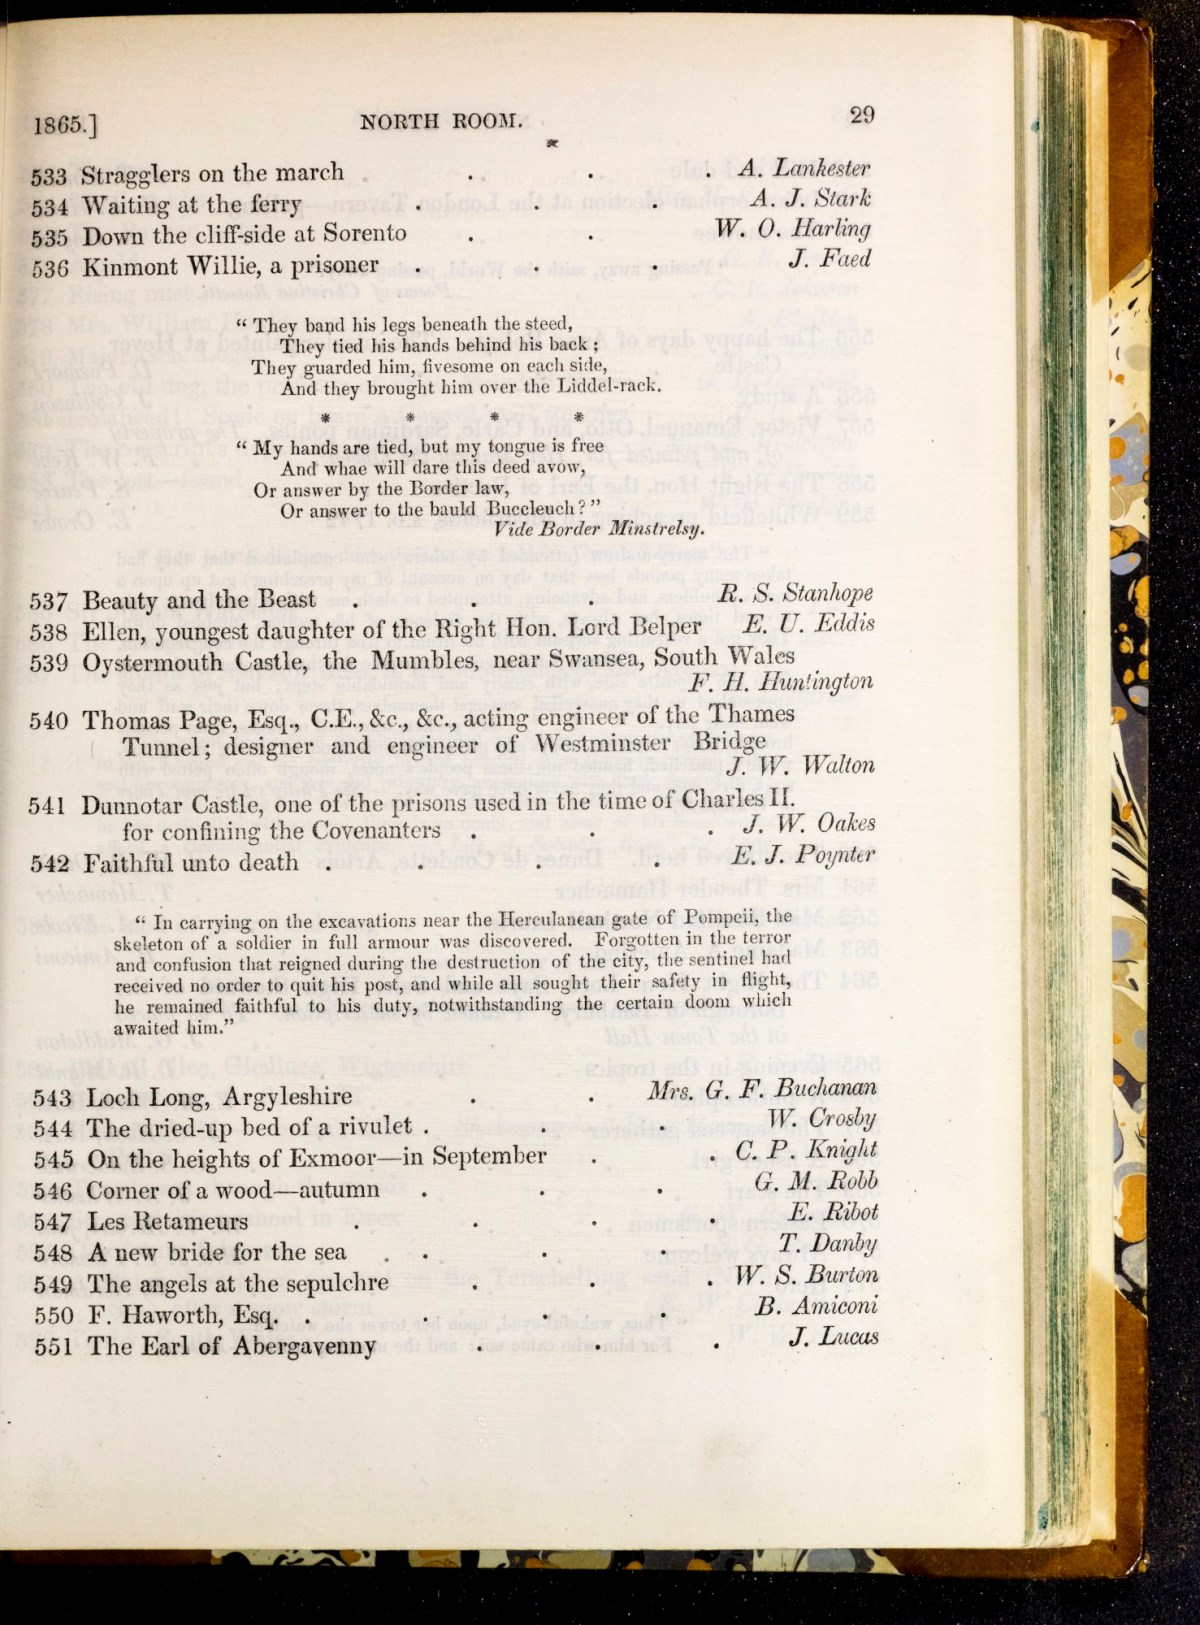 1865.] NORTH ROOM. 29
533 Stragglers on the march . . . A. Lankester
534 Waiting at the ferry . . . A. J. Stark
535 Down the cliff-side at Sorento . . W. O. Harling
536 Kinmont Willie, a prisoner . . . J. Faed
“ They band his legs beneath the steed,
They tied his hands behind his back ;
They guarded him, fivesome on each side,
And they brought him over the Liddel-rack.
* * * *
“ My hands are tied, but my tongue is free
And whae will dare this deed avow,
Or answer by the Border law,
Or answer to the bauld Buccleuch ? ”
Vide Border Minstrelsy.
537 Beauty and the Beast . . . R. S. Stanhope
538 Ellen, youngest daughter of the Right Hon. Lord Belper E. U. Eddis
539 Oystermouth Castle, the Mumbles, near Swansea, South Wales
F. H. Huntington
540 Thomas Page, Esq., C.E., &c., &c., acting engineer of the Thames
Tunnel; designer and engineer of Westminster Bridge
J. W. Walton
541 Dunnotar Castle, one of the prisons used in the time of Charles II.
for confining the Covenanters . . . J. W. Oakes
542 Faithful unto death . . . . E. J. Poynter
“ In carrying on the excavations near the Herculanean gate of Pompeii, the
skeleton of a soldier in full armour was discovered. Forgotten in the terror
and confusion that reigned during the destruction of the city, the sentinel had
received no order to quit his post, and while all sought their safety in flight,
he remained faithful to his duty, notwithstanding the certain doom which
awaited him.”
543 Loch Long, Argyleshire . . Mrs. G. F. Buchanan
544 The dried-up bed of a rivulet . . . W. Crosby
545 On the heights of Exmoor—in September . . C. P. Knight
546 Corner of a wood—autumn . . . G. M. Robb
547 Les Retameurs . . . . E. Ribot
548 A new bride for the sea . . . . T. Danby
549 The angels at the sepulchre . . . W. S. Burton
550 F. Haworth, Esq. . . . . B. Amiconi
551 The Earl of Abergavenny . . . J. Lucas